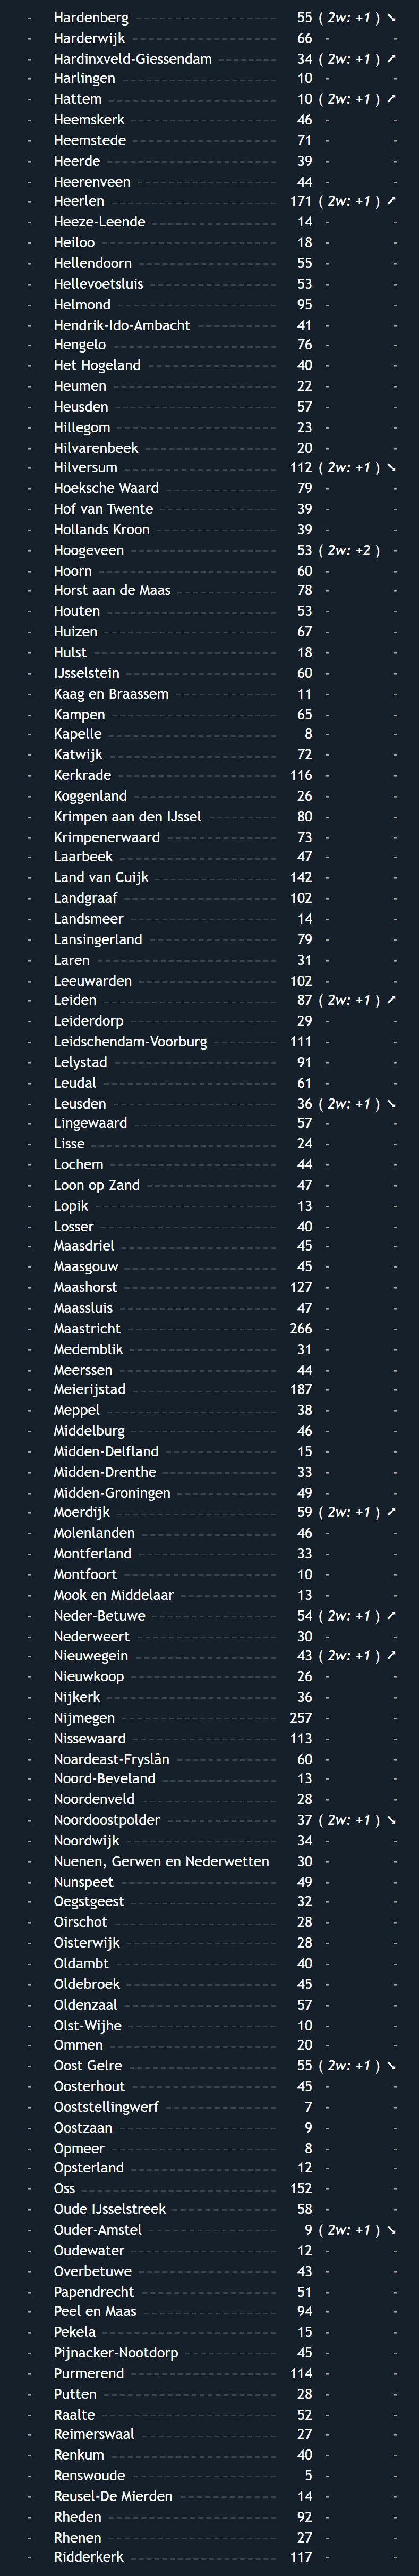 - Hardenberg 55 ( 2w: +1 ) ➘
- Harderwijk 66 - -
- Hardinxveld-Giessendam 34 ( 2w: +1 ) ➚
- Harlingen 10 - -
- Hattem 10 ( 2w: +1 ) ➚
- Heemskerk 46 - -
- Heemstede 71 - -
- Heerde 39 - -
- Heerenveen 44 - -
- Heerlen 171 ( 2w: +1 ) ➚
- Heeze-Leende 14 - -
- Heiloo 18 - -
- Hellendoorn 55 - -
- Hellevoetsluis 53 - -
- Helmond 95 - -
- Hendrik-Ido-Ambacht 41 - -
- Hengelo 76 - -
- Het Hogeland 40 - -
- Heumen 22 - -
- Heusden 57 - -
- Hillegom 23 - -
- Hilvarenbeek 20 - -
- Hilversum 112 ( 2w: +1 ) ➘
- Hoeksche Waard 79 - -
- Hof van Twente 39 - -
- Hollands Kroon 39 - -
- Hoogeveen 53 ( 2w: +2 ) -
- Hoorn 60 - -
- Horst aan de Maas 78 - -
- Houten 53 - -
- Huizen 67 - -
- Hulst 18 - -
- IJsselstein 60 - -
- Kaag en Braassem 11 - -
- Kampen 65 - -
- Kapelle 8 - -
- Katwijk 72 - -
- Kerkrade 116 - -
- Koggenland 26 - -
- Krimpen aan den IJssel 80 - -
- Krimpenerwaard 73 - -
- Laarbeek 47 - -
- Land van Cuijk 142 - -
- Landgraaf 102 - -
- Landsmeer 14 - -
- Lansingerland 79 - -
- Laren 31 - -
- Leeuwarden 102 - -
- Leiden 87 ( 2w: +1 ) ➚
- Leiderdorp 29 - -
- Leidschendam-Voorburg 111 - -
- Lelystad 91 - -
- Leudal 61 - -
- Leusden 36 ( 2w: +1 ) ➘
- Lingewaard 57 - -
- Lisse 24 - -
- Lochem 44 - -
- Loon op Zand 47 - -
- Lopik 13 - -
- Losser 40 - -
- Maasdriel 45 - -
- Maasgouw 45 - -
- Maashorst 127 - -
- Maassluis 47 - -
- Maastricht 266 - -
- Medemblik 31 - -
- Meerssen 44 - -
- Meierijstad 187 - -
- Meppel 38 - -
- Middelburg 46 - -
- Midden-Delfland 15 - -
- Midden-Drenthe 33 - -
- Midden-Groningen 49 - -
- Moerdijk 59 ( 2w: +1 ) ➚
- Molenlanden 46 - -
- Montferland 33 - -
- Montfoort 10 - -
- Mook en Middelaar 13 - -
- Neder-Betuwe 54 ( 2w: +1 ) ➚
- Nederweert 30 - -
- Nieuwegein 43 ( 2w: +1 ) ➚
- Nieuwkoop 26 - -
- Nijkerk 36 - -
- Nijmegen 257 - -
- Nissewaard 113 - -
- Noardeast-Fryslân 60 - -
- Noord-Beveland 13 - -
- Noordenveld 28 - -
- Noordoostpolder 37 ( 2w: +1 ) ➘
- Noordwijk 34 - -
- Nuenen, Gerwen en Nederwetten 30 - -
- Nunspeet 49 - -
- Oegstgeest 32 - -
- Oirschot 28 - -
- Oisterwijk 28 - -
- Oldambt 40 - -
- Oldebroek 45 - -
- Oldenzaal 57 - -
- Olst-Wijhe 10 - -
- Ommen 20 - -
- Oost Gelre 55 ( 2w: +1 ) ➘
- Oosterhout 45 - -
- Ooststellingwerf 7 - -
- Oostzaan 9 - -
- Opmeer 8 - -
- Opsterland 12 - -
- Oss 152 - -
- Oude IJsselstreek 58 - -
- Ouder-Amstel 9 ( 2w: +1 ) ➘
- Oudewater 12 - -
- Overbetuwe 43 - -
- Papendrecht 51 - -
- Peel en Maas 94 - -
- Pekela 15 - -
- Pijnacker-Nootdorp 45 - -
- Purmerend 114 - -
- Putten 28 - -
- Raalte 52 - -
- Reimerswaal 27 - -
- Renkum 40 - -
- Renswoude 5 - -
- Reusel-De Mierden 14 - -
- Rheden 92 - -
- Rhenen 27 - -
- Ridderkerk 117 - -